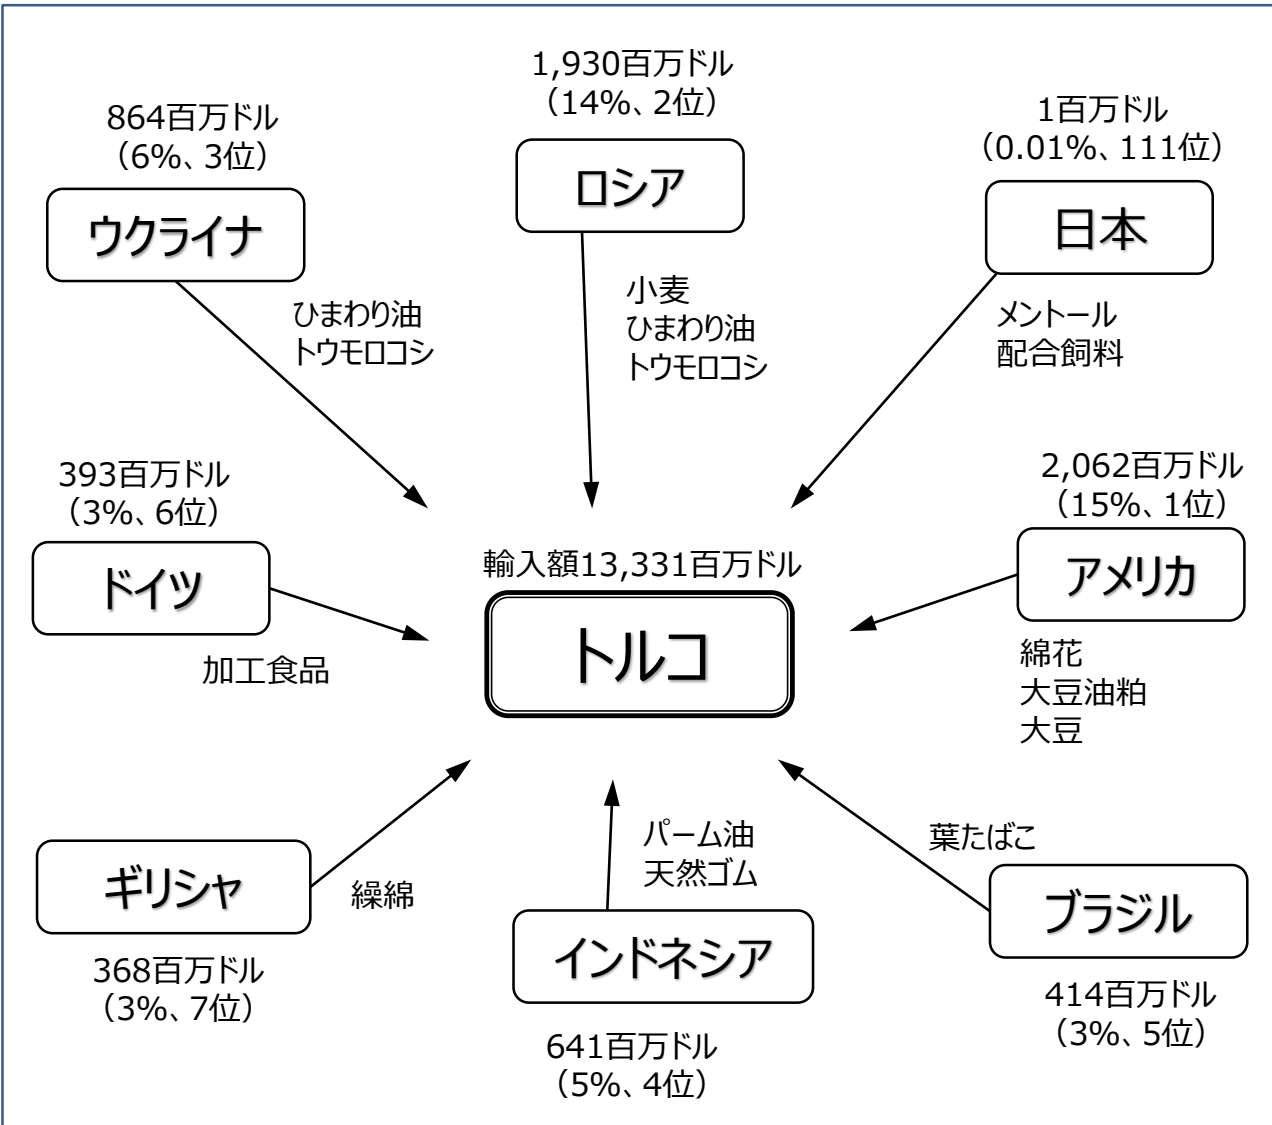 864百万ドル
（6%、3位）
ウクライナ
ひまわり油
トウモロコシ
1,930百万ドル
（14%、2位）
ロシア
小麦
ひまわり油
トウモロコシ
1百万ドル
（0.01%、111位）
日本
メントール
配合飼料
393百万ドル
（3%、6位）
ドイツ
加工食品
輸入額13,331百万ドル
トルコ
2,062百万ドル
（15%、1位）
アメリカ
綿花
大豆油粕
大豆
ギリシャ
368百万ドル
（3%、7位）
繰綿
パーム油
天然ゴム
インドネシア
641百万ドル
（5%、4位）
葉たばこ
ブラジル
414百万ドル
（3%、5位）